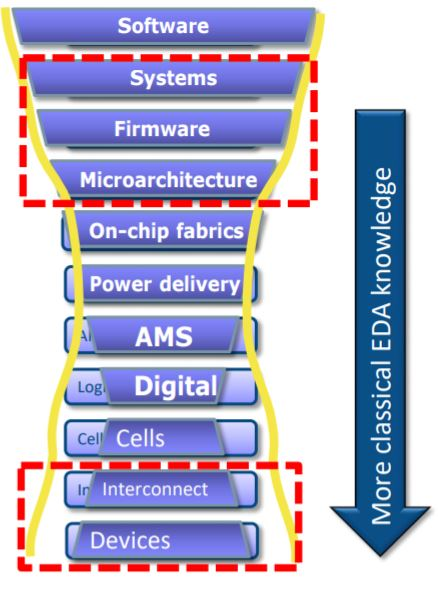 Software
Systems
Firmware
Microarchitecture
On-chip fabrics
Power delivery
AMS
Digital
Cells
Interconnect
Devices
More classical EDA knowledge